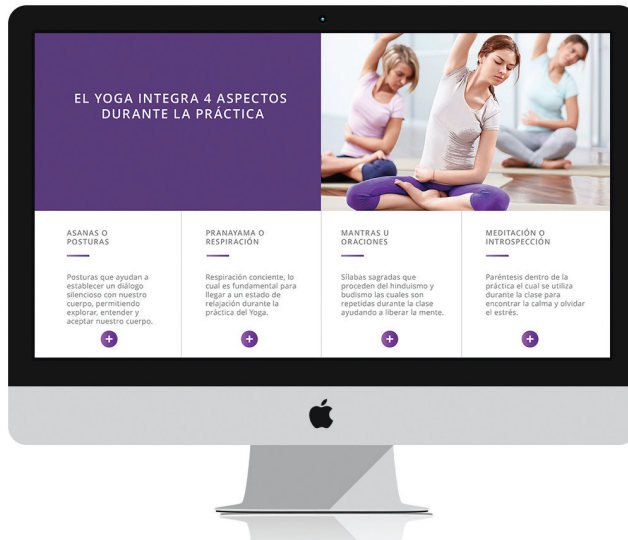 EL YOGA INTEGRA 4 ASPECTOS
DURANTE LA PRÁCTICA
ASANAS O
POSTURAS
Posturas que ayudan a
establecer un diálogo
silencioso con nuestro
cuerpo, permitiendo
explorar, entender y
aceptar nuestro cuerpo.
PRANAYAMA O
RESPIRACIÓN
Respiración conciente, lo
cual es fundamental para
llegar a un estado de
relajación durante la
práctica del Yoga.
MANTRAS U
ORACIONES
Sílabas sagradas que
proceden del hinduismo y
budismo las cuales son
repetidas durante la clase
ayudando a liberar la mente.
MEDITACIÓN O
INTROSPECCIÓN
Paréntesis dentro de la
práctica el cual se utiliza
durante la clase para
encontrar la calma y olvidar
el estrés.